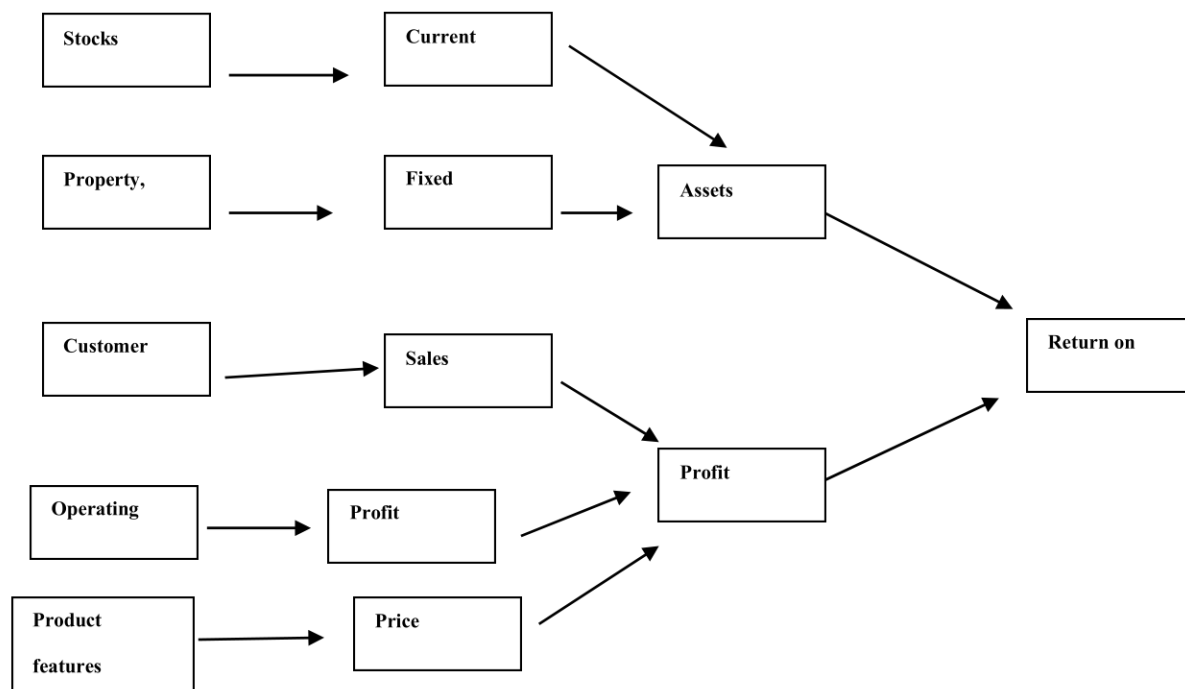 Stocks
Current
Property,
Fixed
Assets
Customer
Sales
Return on
Profit
Operating
Profit
Product
features
Price